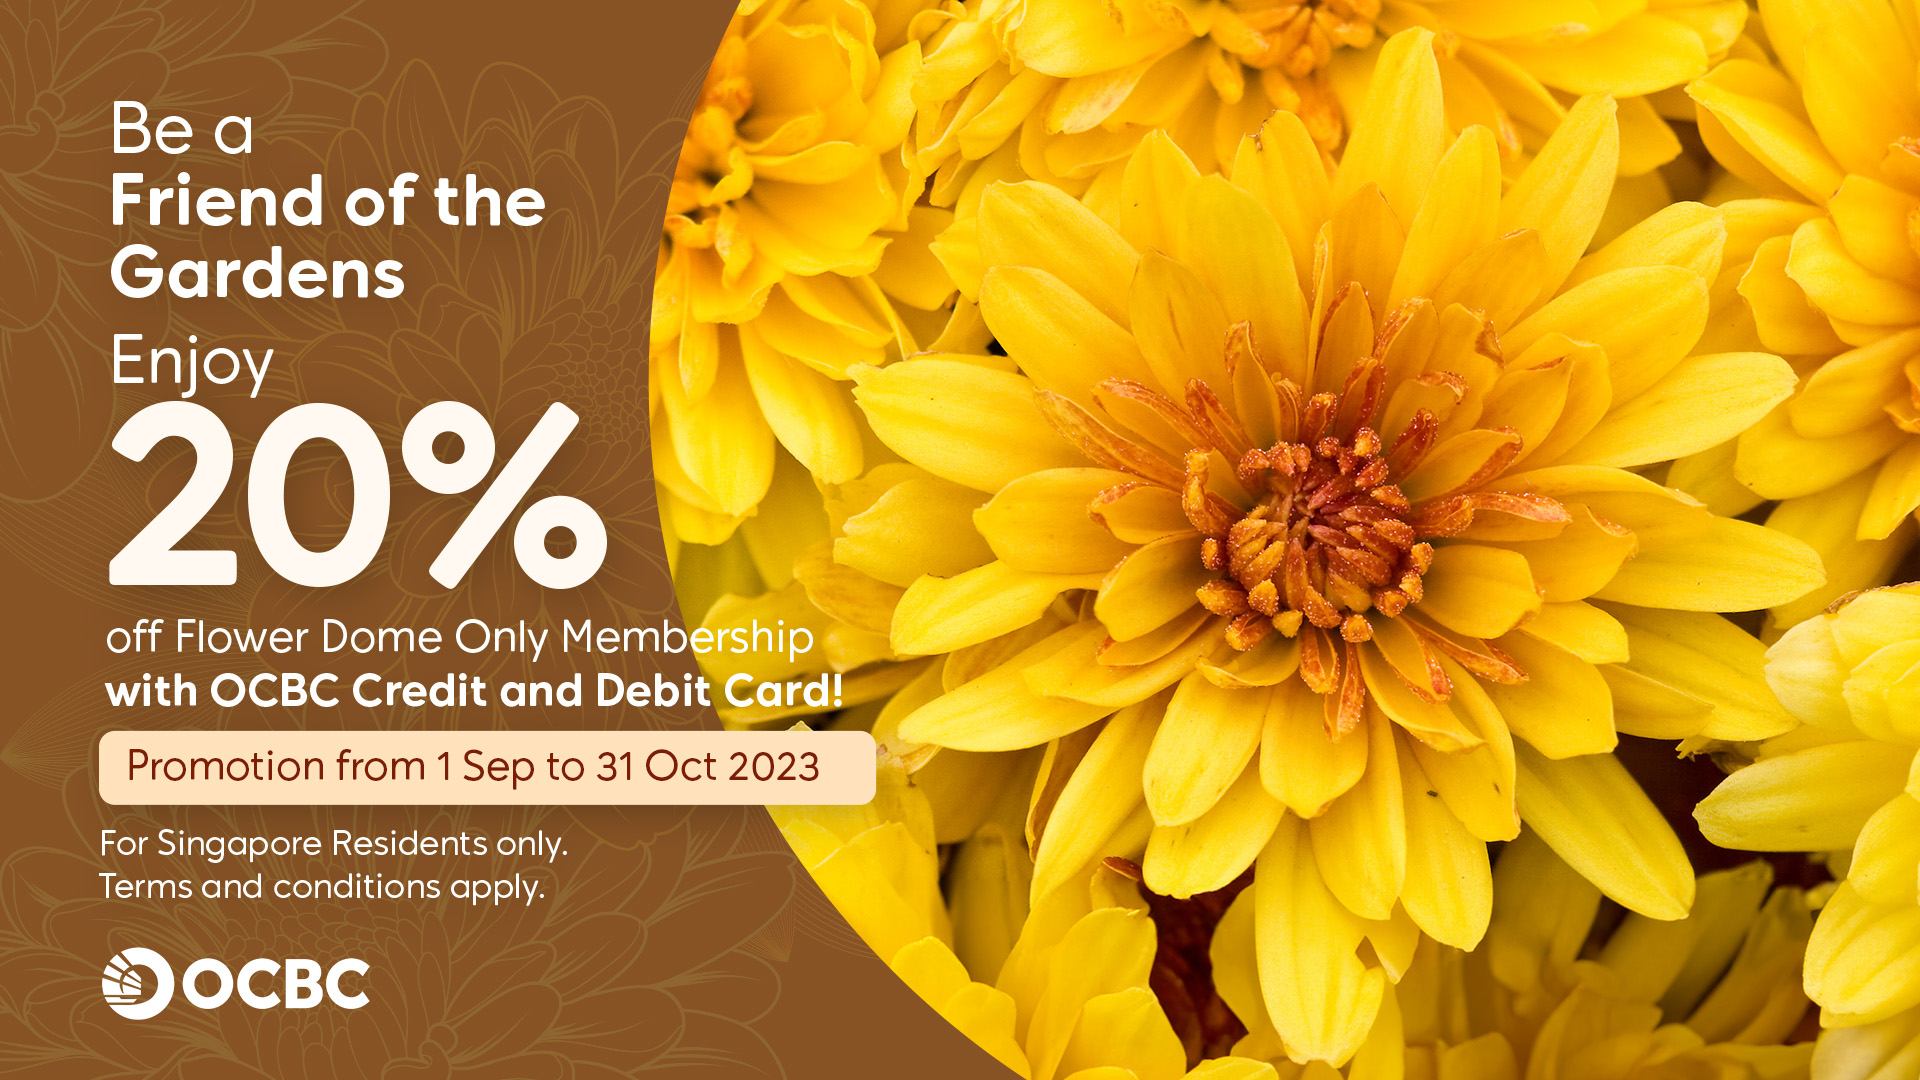 Be a
Friend of the
Gardens
Enjoy
20%
off Flower Dome Only Membership
with OCBC Credit and Debit Card!
Promotion from 1 Sep to 31 Oct 2023
For Singapore Residents only.
Terms and conditions apply.
OCBC